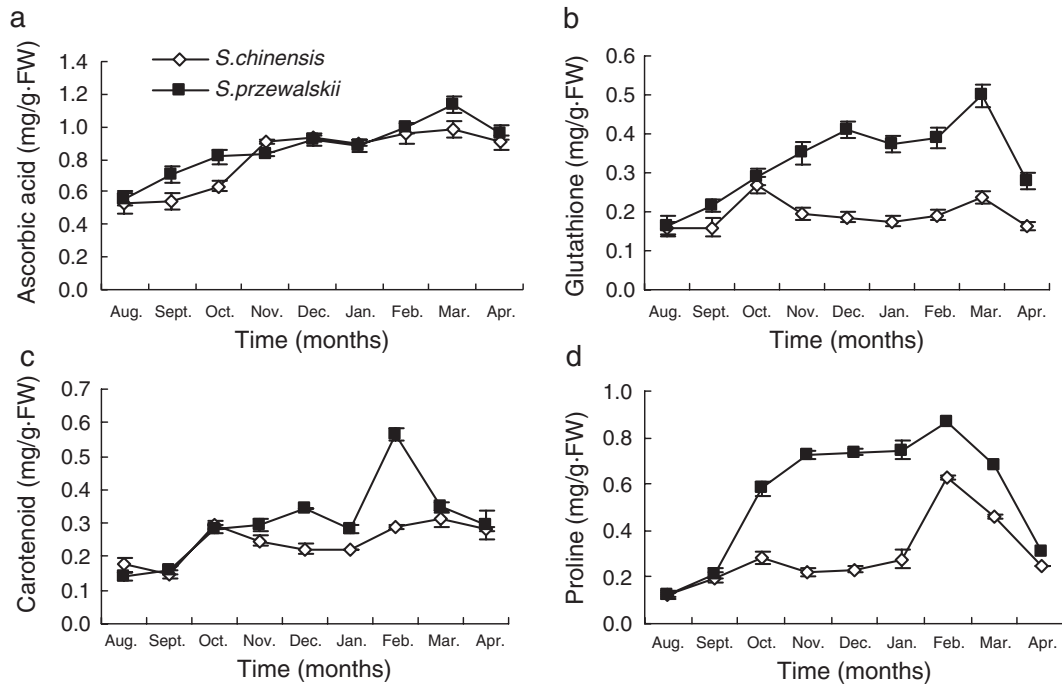 a
S.chinensis
S.przewalskii
Ascorbic acid (mg/g·FW)
1.4
1.2
1.0
0.8
0.6
0.4
0.2
0.0
Aug. Sept. Oct. Nov. Dec. Jan. Feb. Mar. Apr.
Time (months)
b
Glutathione (mg/g·FW)
0.6
0.5
0.4
0.3
0.2
0.1
0.0
Aug. Sept. Oct. Nov. Dec. Jan. Feb. Mar. Apr.
Time (months)
c
Carotenoid (mg/g·FW)
0.7
0.6
0.5
0.4
0.3
0.2
0.1
0.0
Aug. Sept. Oct. Nov. Dec. Jan. Feb. Mar. Apr.
Time (months)
d
Proline (mg/g·FW)
1.0
0.8
0.6
0.4
0.2
0.0
Aug. Sept. Oct. Nov. Dec. Jan. Feb. Mar. Apr.
Time (months)